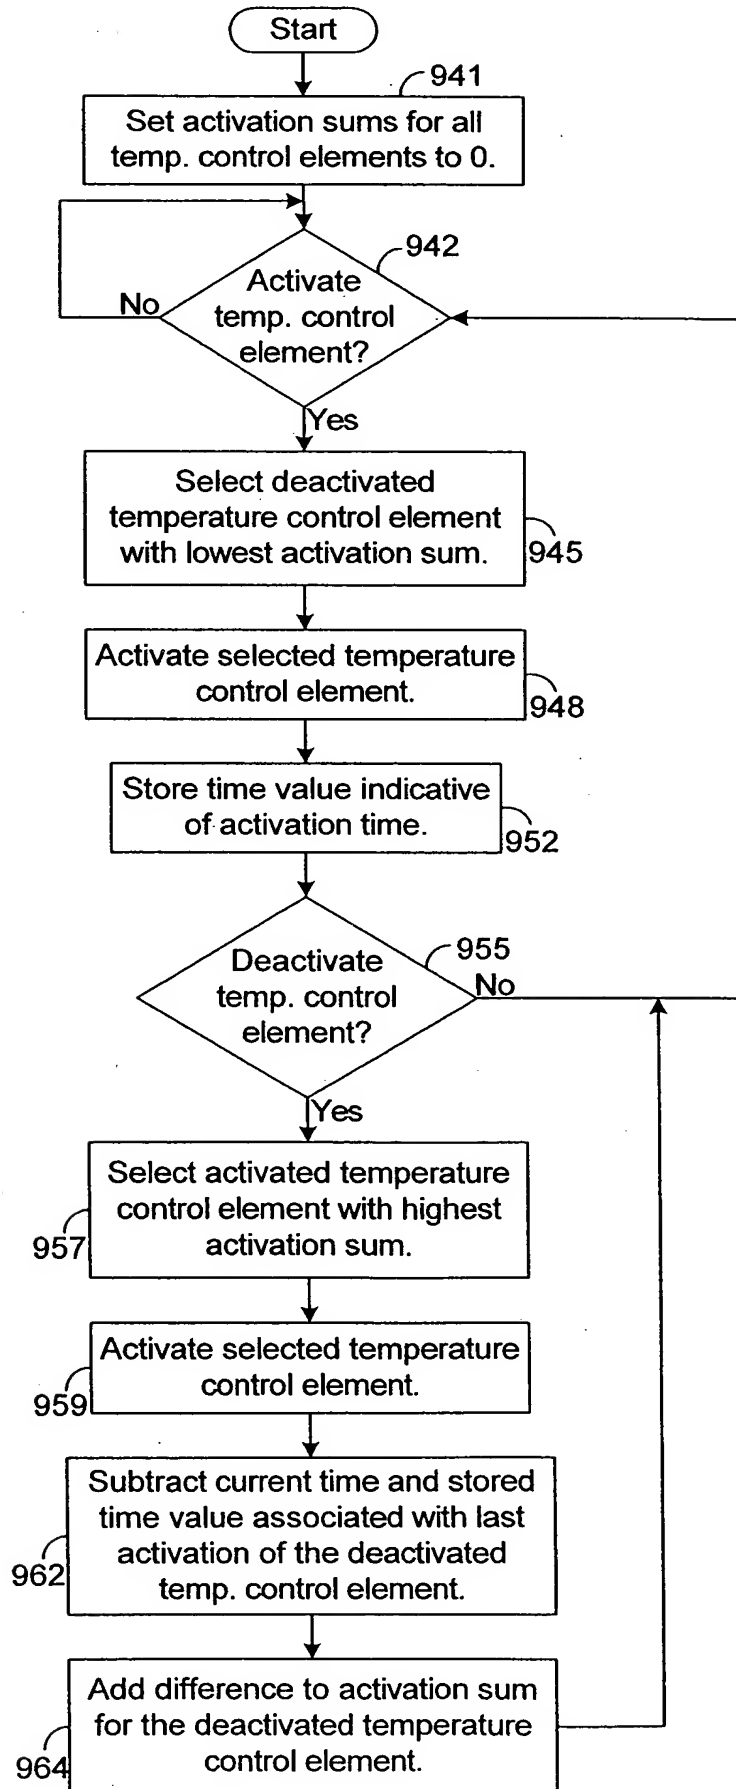 Start
941
Set activation sums for all
temp. control elements to 0.
942
Activate
temp. control
element?
No
Yes
Select deactivated
temperature control element
with lowest activation sum.
945
Activate selected temperature
control element.
948
Store time value indicative
of activation time.
952
955
Deactivate
temp. control
element?
No
Yes
Select activated temperature
control element with highest
activation sum.
957
Activate selected temperature
control element.
959
Subtract current time and stored
time value associated with last
activation of the deactivated
temp. control element.
962
Add difference to activation sum
for the deactivated temperature
control element.
964